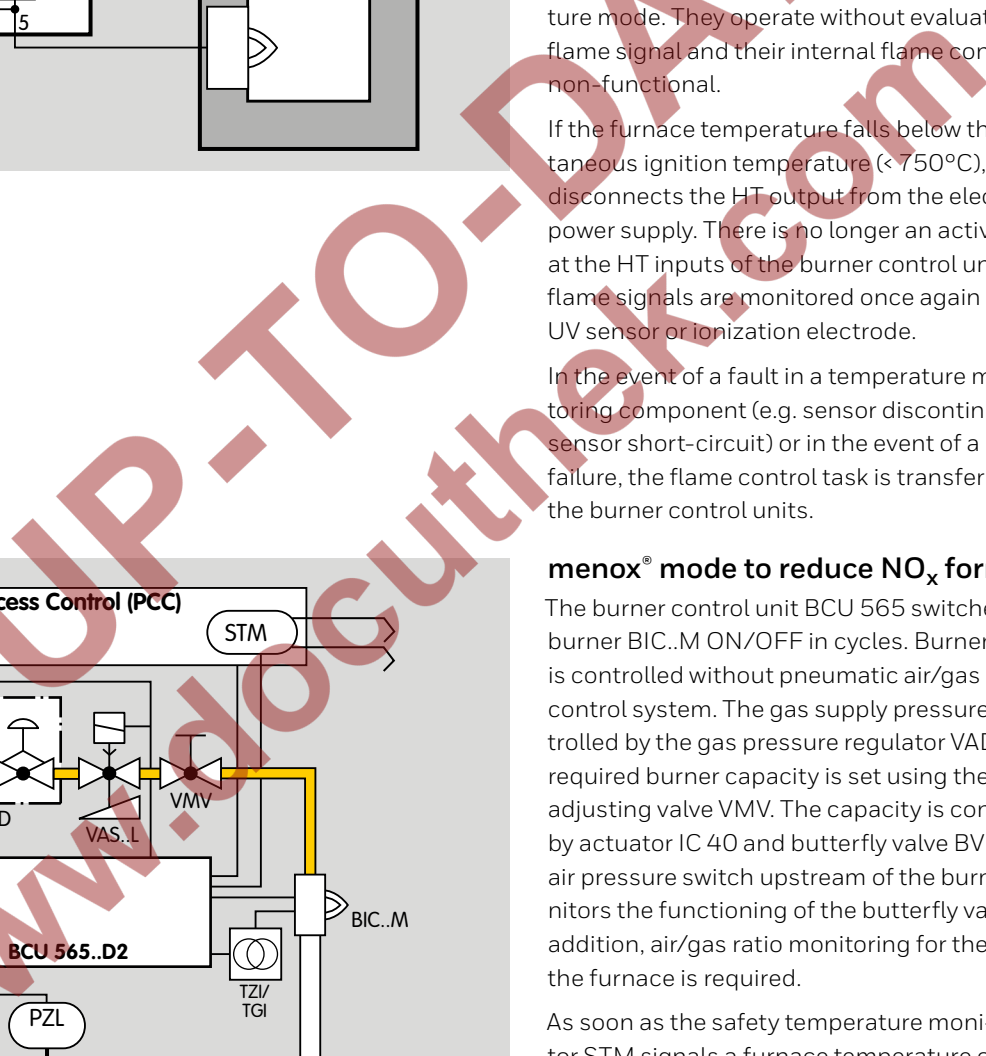 5
cess Control (PCC)
STM
D
VAS..L
VMV
BIC..M
BCU 565..D2
TZI/
TGI
PZL
ture mode. They operate without evaluat
flame signal and their internal flame con
non-functional.
If the furnace temperature falls below th
taneous ignition temperature (< 750°C),
disconnects the HT output from the elec
power supply. There is no longer an activ
at the HT inputs of the burner control un
flame signals are monitored once again
UV sensor or ionization electrode.
In the event of a fault in a temperature m
toring component (e.g. sensor discontin
sensor short-circuit) or in the event of a
failure, the flame control task is transfer
the burner control units.
menox® mode to reduce NOx for
The burner control unit BCU 565 switche
burner BIC..M ON/OFF in cycles. Burner
is controlled without pneumatic air/gas
control system. The gas supply pressure
trolled by the gas pressure regulator VAD
required burner capacity is set using the
adjusting valve VMV. The capacity is con
by actuator IC 40 and butterfly valve BV
air pressure switch upstream of the burn
nitors the functioning of the butterfly va
addition, air/gas ratio monitoring for the
the furnace is required.
As soon as the safety temperature moni
tor STM signals a furnace temperature
UP-TO-DA
www.docuthek.com